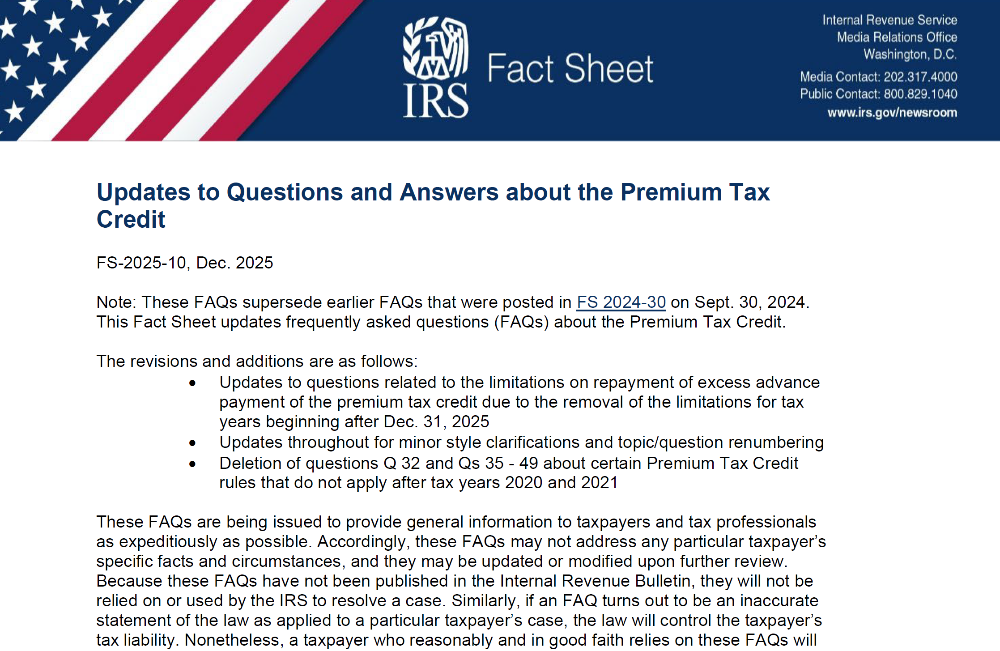 Internal Revenue Service
Media Relations Office
Washington, D.C.
Media Contact: 202.317.4000
Public Contact: 800.829.1040
www.irs.gov/newsroom
IRS
Fact Sheet
Updates to Questions and Answers about the Premium Tax
Credit
FS-2025-10, Dec. 2025
Note: These FAQs supersede earlier FAQs that were posted in FS 2024-30 on Sept. 30, 2024.
This Fact Sheet updates frequently asked questions (FAQs) about the Premium Tax Credit.
The revisions and additions are as follows:
• Updates to questions related to the limitations on repayment of excess advance
payment of the premium tax credit due to the removal of the limitations for tax
years beginning after Dec. 31, 2025
• Updates throughout for minor style clarifications and topic/question renumbering
• Deletion of questions Q 32 and Qs 35 - 49 about certain Premium Tax Credit
rules that do not apply after tax years 2020 and 2021
These FAQs are being issued to provide general information to taxpayers and tax professionals
as expeditiously as possible. Accordingly, these FAQs may not address any particular taxpayer’s
specific facts and circumstances, and they may be updated or modified upon further review.
Because these FAQs have not been published in the Internal Revenue Bulletin, they will not be
relied on or used by the IRS to resolve a case. Similarly, if an FAQ turns out to be an inaccurate
statement of the law as applied to a particular taxpayer’s case, the law will control the taxpayer’s
tax liability. Nonetheless, a taxpayer who reasonably and in good faith relies on these FAQs will